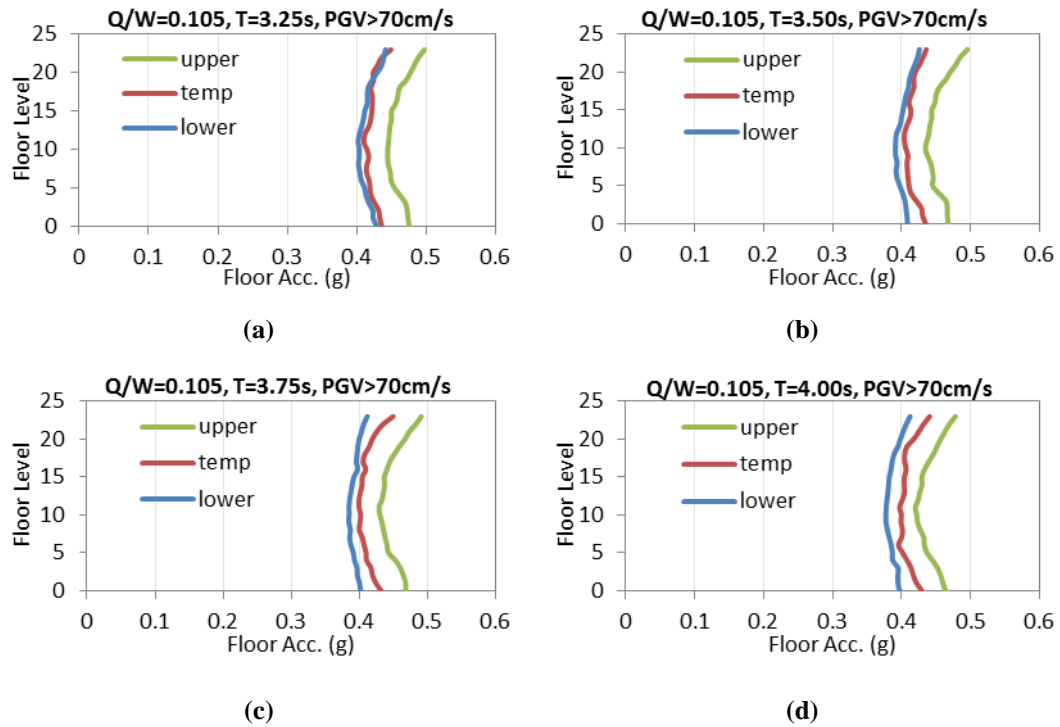 Q/W=0.105, T=3.25s, PGV>70cm/s
Floor Level
25
20
15
10
5
0
upper
temp
lower
0 0.1 0.2 0.3 0.4 0.5 0.6
Floor Acc. (g)
(a)
Q/W=0.105, T=3.50s, PGV>70cm/s
Floor Level
25
20
15
10
5
0
upper
temp
lower
0 0.1 0.2 0.3 0.4 0.5 0.6
Floor Acc. (g)
(b)
Q/W=0.105, T=3.75s, PGV>70cm/s
Floor Level
25
20
15
10
5
0
upper
temp
lower
0 0.1 0.2 0.3 0.4 0.5 0.6
Floor Acc. (g)
(c)
Q/W=0.105, T=4.00s, PGV>70cm/s
Floor Level
25
20
15
10
5
0
upper
temp
lower
0 0.1 0.2 0.3 0.4 0.5 0.6
Floor Acc. (g)
(d)